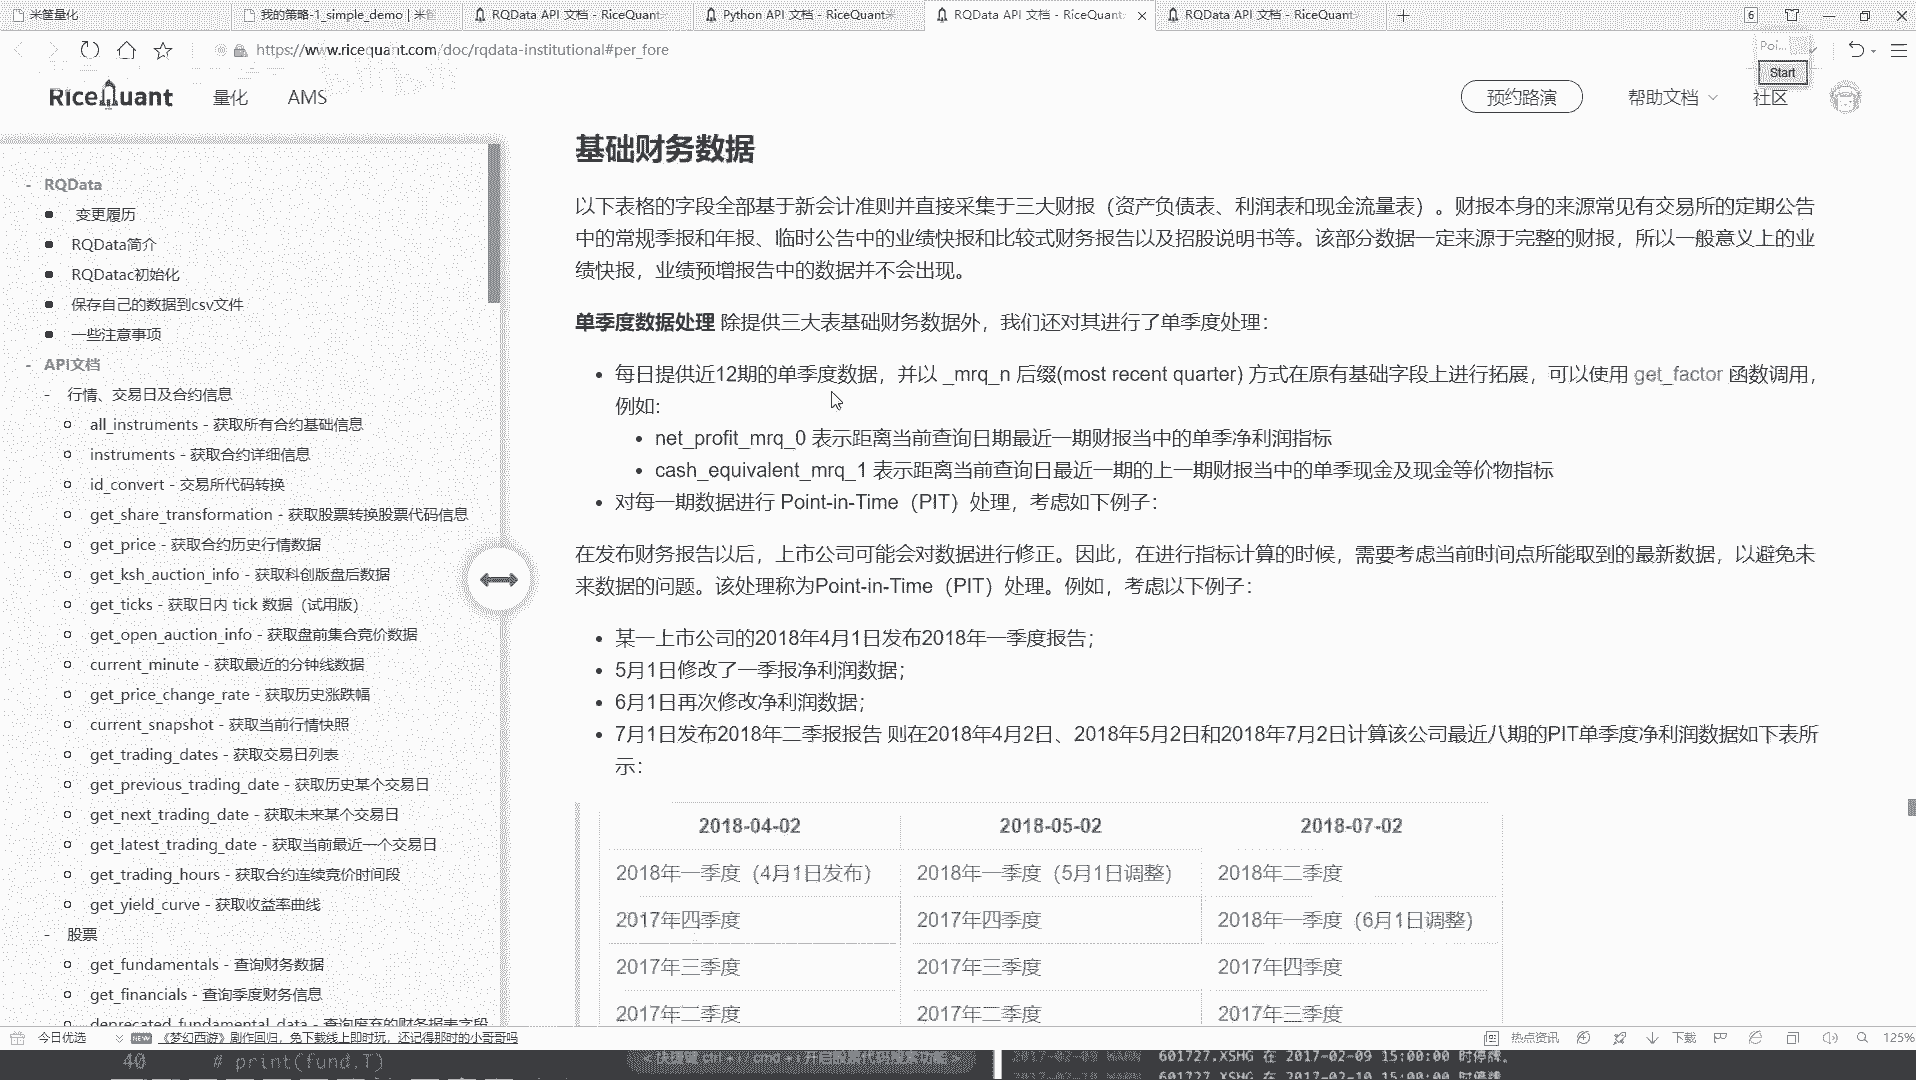 米筐量化
我的策略-1_simple_demo | 米筐
RQData API 文档 - RiceQuant
Python API 文档 - RiceQuant米
RQData API 文档 - RiceQuant
RQData API 文档 - RiceQuant
6
https://www.ricequant.com/doc/rqdata-institutional#per_fore
Poi...
Start
RiceQuant
量化
AMS
预约路演
帮助文档
社区
RQData
变更履历
RQData简介
RQDatac初始化
保存自己的数据到csv文件
一些注意事项
API文档
行情、交易日及合约信息
all_instruments - 获取所有合约基础信息
instruments - 获取合约详细信息
id_convert - 交易所代码转换
get_share_transformation - 获取股票转换股票代码信息
get_price - 获取合约历史行情数据
get_ksh_auction_info - 获取科创版盘后数据
get_ticks - 获取日内 tick 数据（试用版）
get_open_auction_info - 获取盘前集合竞价数据
current_minute - 获取最近的分钟线数据
get_price_change_rate - 获取历史涨跌幅
current_snapshot - 获取当前行情快照
get_trading_dates - 获取交易日列表
get_previous_trading_date - 获取历史某个交易日
get_next_trading_date - 获取未来某个交易日
get_latest_trading_date - 获取当前最近一个交易日
get_trading_hours - 获取合约连续竞价时间段
get_yield_curve - 获取收益率曲线
股票
get_fundamentals - 查询财务数据
get_financials - 查询季度财务信息
deprecated_fundamental_data - 查询废弃的财务报表字段
基础财务数据
以下表格的字段全部基于新会计准则并直接采集于三大财报（资产负债表、利润表和现金流量表）。财报本身的来源常见有交易所的定期公告
中的常规季报和年报、临时公告中的业绩快报和比较式财务报告以及招股说明书等。该部分数据一定来源于完整的财报，所以一般意义上的业
绩快报，业绩预增报告中的数据并不会出现。
单季度数据处理 除提供三大表基础财务数据外，我们还对其进行了单季度处理：
每日提供近12期的单季度数据，并以 _mrq_n 后缀(most recent quarter) 方式在原有基础字段上进行拓展，可以使用 get_factor 函数调用，
例如:
net_profit_mrq_0 表示距离当前查询日期最近一期财报当中的单季净利润指标
cash_equivalent_mrq_1 表示距离当前查询日最近一期的上一期财报当中的单季现金及现金等价物指标
对每一期数据进行 Point-in-Time（PIT）处理，考虑如下例子：
在发布财务报告以后，上市公司可能会对数据进行修正。因此，在进行指标计算的时候，需要考虑当前时间点所能取到的最新数据，以避免未
来数据的问题。该处理称为Point-in-Time（PIT）处理。例如，考虑以下例子：
某一上市公司的2018年4月1日发布2018年一季度报告；
5月1日修改了一季报净利润数据；
6月1日再次修改净利润数据；
7月1日发布2018年二季报报告 则在2018年4月2日、2018年5月2日和2018年7月2日计算该公司最近八期的PIT单季度净利润数据如下表所
示：
2018-04-02 2018-05-02 2018-07-02
2018年一季度（4月1日发布） 2018年一季度（5月1日调整） 2018年二季度
2017年四季度 2017年四季度 2018年一季度（6月1日调整）
2017年三季度 2017年三季度 2017年四季度
2017年二季度 2017年二季度 2017年三季度
今日优选
NEW
《梦幻西游》剧作回归，免下载线上即时玩，还记得那时的小哥哥吗
热点资讯
下载
125%
40 # print(fund.T)
2017-02-09 WARN 601727.XSHG 在 2017-02-09 15:00:00 时停牌。
2017-02-10 WARN 601727.XSHG 在 2017-02-10 15:00:00 时停牌。